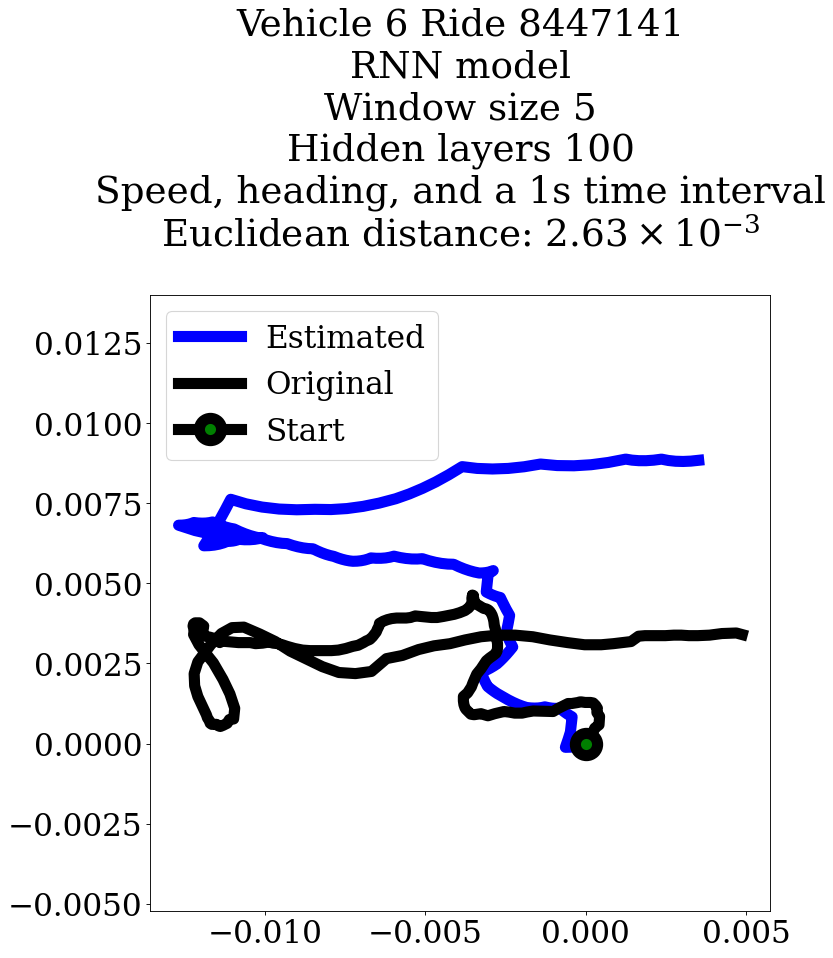 Vehicle 6 Ride 8447141
RNN model
Window size 5
Hidden layers 100
Speed, heading, and a 1s time interval
Euclidean distance: 2.63 × 10⁻³
Estimated
Original
Start
0.0125
0.0100
0.0075
0.0050
0.0025
0.0000
−0.0025
−0.0050
−0.010 −0.005 0.000 0.005